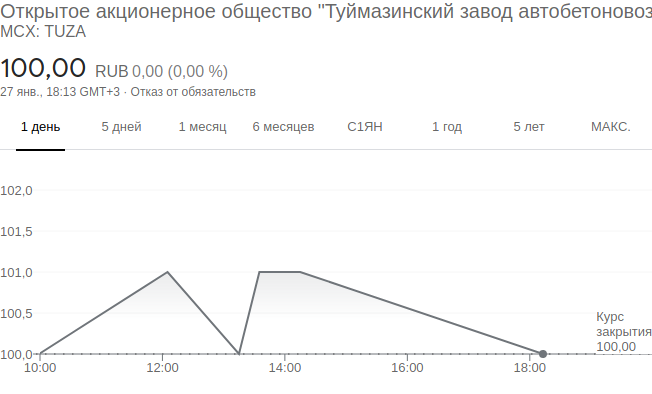 Открытое акционерное общество "Туймазинский завод автобетоновоз
MCX: TUZA
100,00 RUB 0,00 (0,00 %)
27 янв., 18:13 GMT+3 · Отказ от обязательств
1 день 5 дней 1 месяц 6 месяцев С1ЯН 1 год 5 лет МАКС.
102,0
101,5
101,0
100,5
Курс
закрытия
100,00
100,0
10:00 12:00 14:00 16:00 18:00